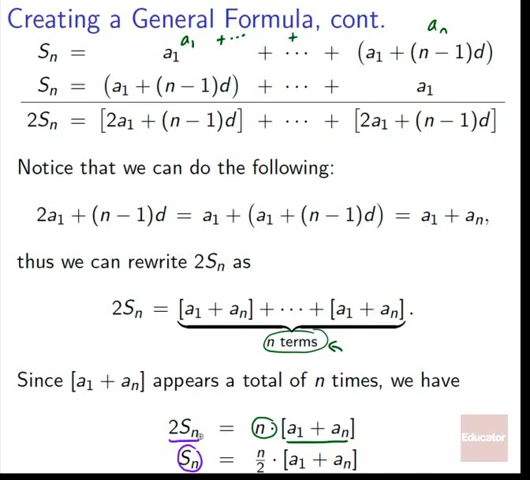 Creating a General Formula, cont.
a₁ + ··· + aₙ
Sₙ = a₁ + ··· + (a₁ + (n − 1)d)
Sₙ = (a₁ + (n − 1)d) + ··· + a₁
2Sₙ = [2a₁ + (n − 1)d] + ··· + [2a₁ + (n − 1)d]
Notice that we can do the following:
2a₁ + (n − 1)d = a₁ + (a₁ + (n − 1)d) = a₁ + aₙ,
thus we can rewrite 2Sₙ as
2Sₙ = [a₁ + aₙ] + ··· + [a₁ + aₙ].
n terms
Since [a₁ + aₙ] appears a total of n times, we have
2Sₙ = n · [a₁ + aₙ]
Sₙ = n/2 · [a₁ + aₙ]
Educator